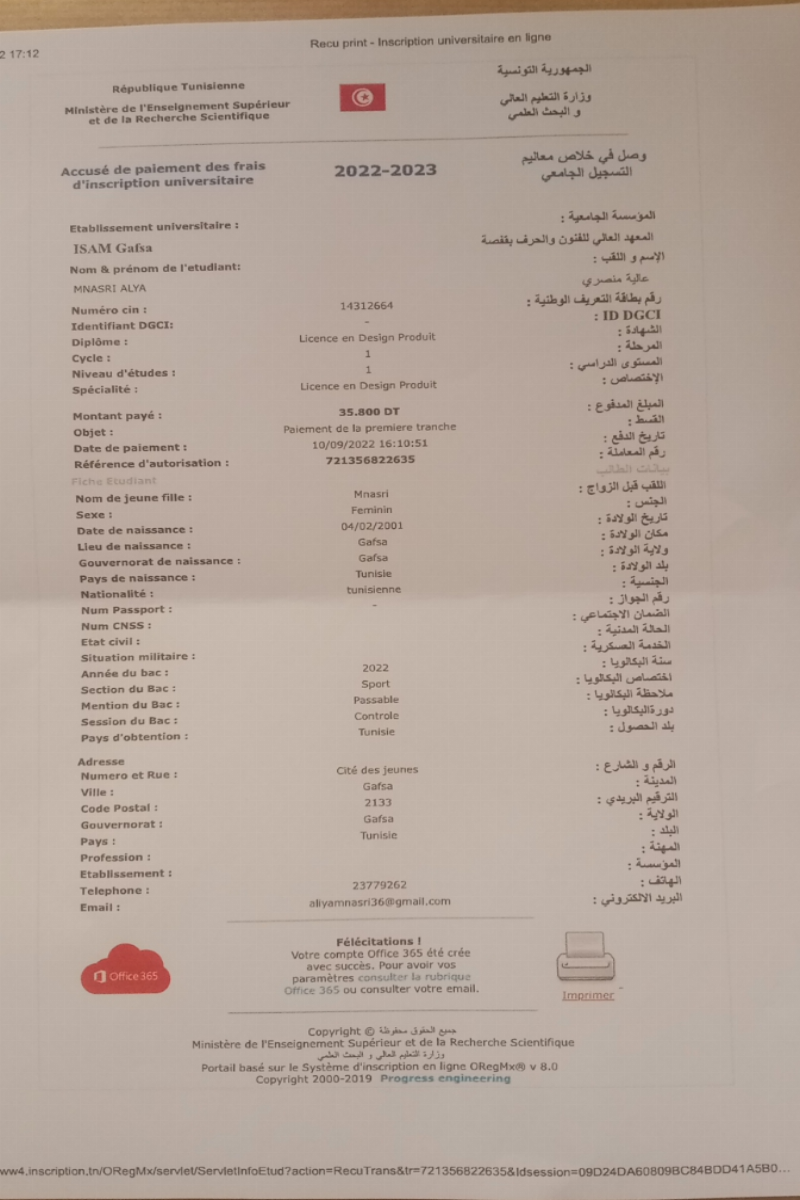 2 17:12
Recu print - Inscription universitaire en ligne
République Tunisienne
Ministère de l'Enseignement Supérieur
et de la Recherche Scientifique
الجمهورية التونسية
وزارة التعليم العالي
و البحث العلمي
Accusé de paiement des frais
d'inscription universitaire
2022-2023
وصل في خلاص معاليم
التسجيل الجامعي
Etablissement universitaire :
المؤسسة الجامعية :
ISAM Gafsa
المعهد العالي للفنون والحرف بقفصة
Nom & prénom de l'etudiant:
الإسم و اللقب :
MNASRI ALYA
عالية منصري
Numéro cin : 14312664 رقم بطاقة التعريف الوطنية :
Identifiant DGCI: - ID DGCI :
Diplôme : Licence en Design Produit الشهادة :
Cycle : 1 المرحلة :
Niveau d'études : 1 المستوى الدراسي :
Spécialité : Licence en Design Produit الإختصاص :
Montant payé : 35.800 DT المبلغ المدفوع :
Objet : Paiement de la premiere tranche القسط :
Date de paiement : 10/09/2022 16:10:51 تاريخ الدفع :
Référence d'autorisation : 721356822635 رقم المعاملة :
Fiche Etudiant بيانات الطالب
Nom de jeune fille : Mnasri اللقب قبل الزواج :
Sexe : Feminin الجنس :
Date de naissance : 04/02/2001 تاريخ الولادة :
Lieu de naissance : Gafsa مكان الولادة :
Gouvernorat de naissance : Gafsa ولاية الولادة :
Pays de naissance : Tunisie بلد الولادة :
Nationalité : tunisienne الجنسية :
Num Passport : - رقم الجواز :
Num CNSS : الضمان الاجتماعي :
Etat civil : الحالة المدنية :
Situation militaire : الخدمة العسكرية :
Année du bac : 2022 سنة البكالويا :
Section du Bac : Sport اختصاص البكالويا :
Mention du Bac : Passable ملاحظة البكالويا :
Session du Bac : Controle دورةالبكالويا :
Pays d'obtention : Tunisie بلد الحصول :
Adresse
Numero et Rue : Cité des jeunes الرقم و الشارع :
Ville : Gafsa المدينة :
Code Postal : 2133 الترقيم البريدي :
Gouvernorat : Gafsa الولاية :
Pays : Tunisie البلد :
Profession : المهنة :
Etablissement : المؤسسة :
Telephone : 23779262 الهاتف :
Email : aliyamnasri36@gmail.com البريد الالكتروني :
Office 365
Félécitations !
Votre compte Office 365 été crée
avec succès. Pour avoir vos
paramètres consulter la rubrique
Office 365 ou consulter votre email.
Imprimer
Copyright © جميع الحقوق محفوظة
Ministère de l'Enseignement Supérieur et de la Recherche Scientifique
وزارة التعليم العالي و البحث العلمي
Portail basé sur le Système d'inscription en ligne ORegMx® v 8.0
Copyright 2000-2019 Progress engineering
ww4.inscription.tn/ORegMx/servlet/ServletInfoEtud?action=RecuTrans&tr=721356822635&Idsession=09D24DA60809BC84BDD41A5B0...